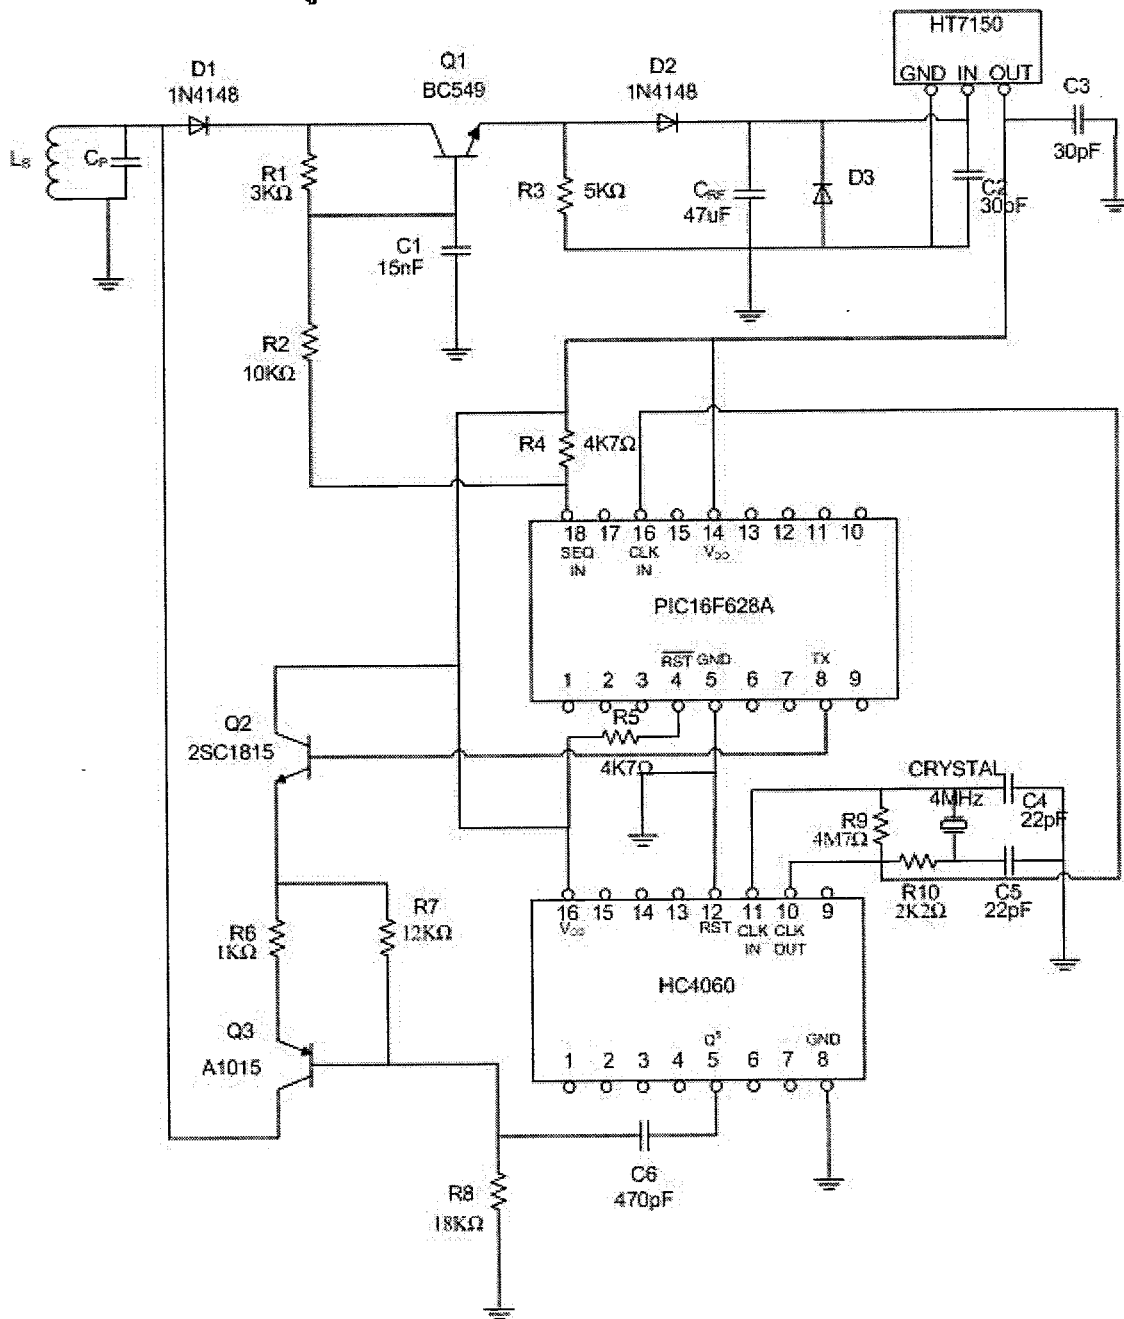 HT7150
GND IN OUT
D1
1N4148
Q1
BC549
D2
1N4148
C3
30pF
LS
CP
R1
3KΩ
R3
5KΩ
47uF
D3
C2
30pF
C1
15nF
R2
10KΩ
R4
4K7Ω
18 17 16 15 14 13 12 11 10
SEQ IN
CLK IN
VDD
PIC16F628A
RST GND TX
1 2 3 4 5 6 7 8 9
R5
4K7Ω
Q2
2SC1815
CRYSTAL
4MHz
C4
22pF
R9
4M7Ω
R10
2K2Ω
C5
22pF
16 15 14 13 12 11 10 9
VDD
RST
CLK IN
CLK OUT
HC4060
R7
12KΩ
R6
1KΩ
Q3
A1015
GND
1 2 3 4 5 6 7 8
C6
470pF
R8
18KΩ